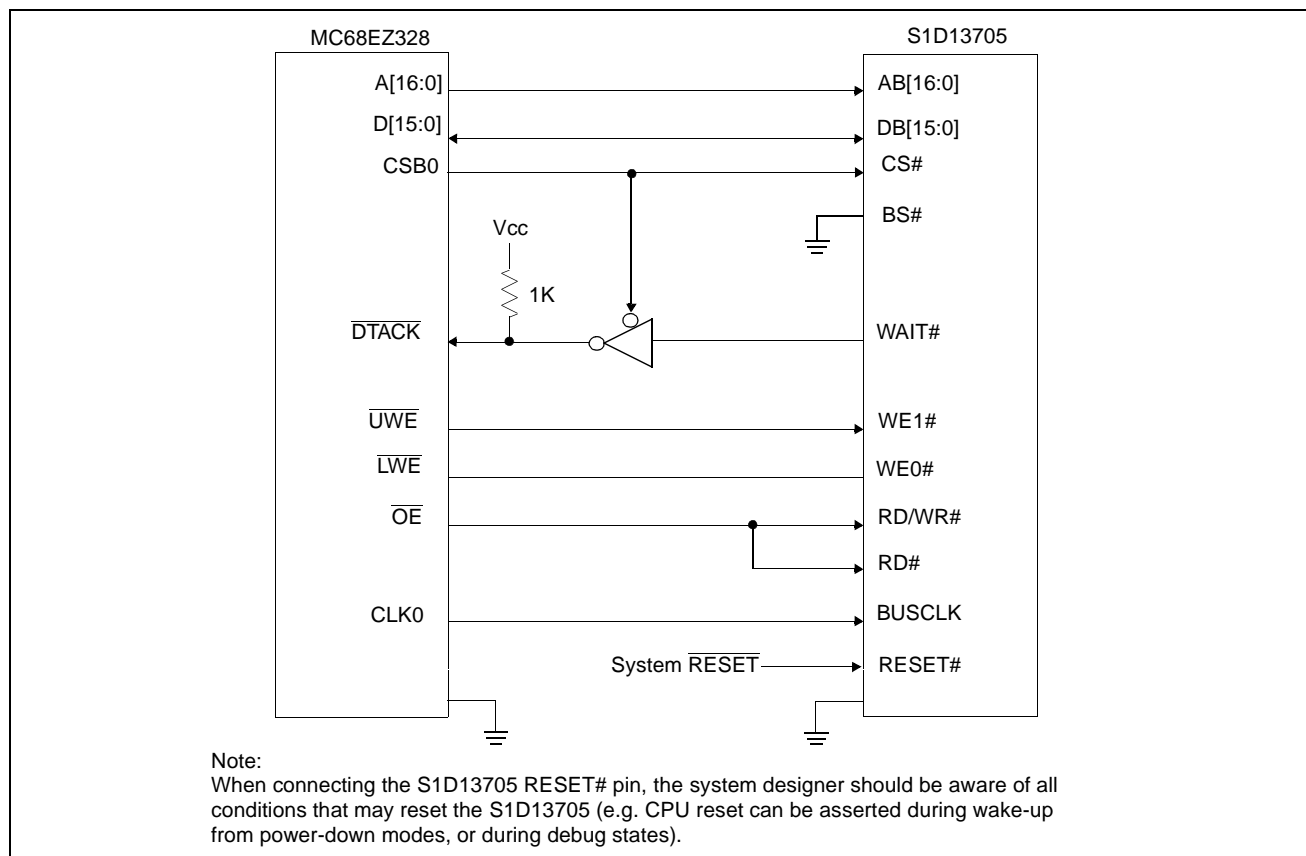 MC68EZ328
S1D13705
A[16:0]
AB[16:0]
D[15:0]
DB[15:0]
CSB0
CS#
BS#
Vcc
1K
DTACK
WAIT#
UWE
WE1#
LWE
WE0#
OE
RD/WR#
RD#
CLK0
BUSCLK
System RESET
RESET#
Note:
When connecting the S1D13705 RESET# pin, the system designer should be aware of all
conditions that may reset the S1D13705 (e.g. CPU reset can be asserted during wake-up
from power-down modes, or during debug states).